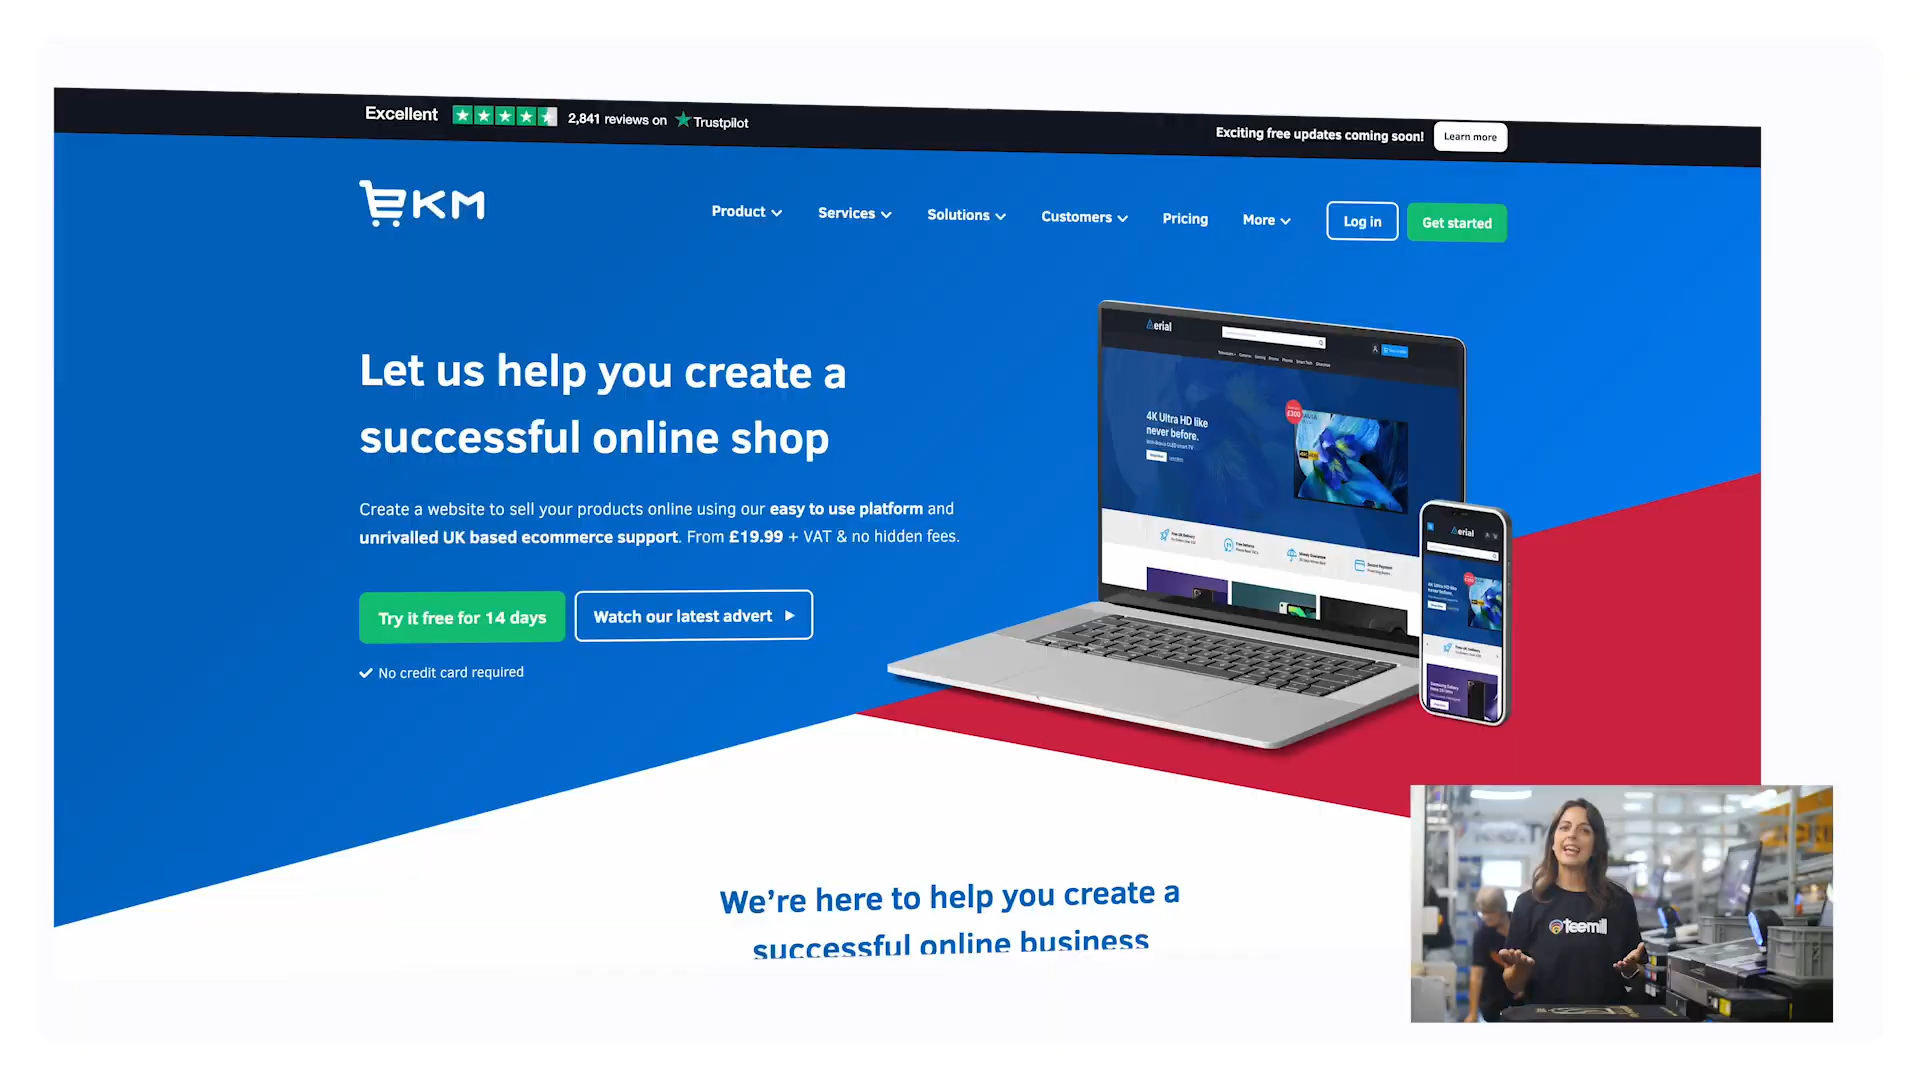 Excellent
2,841 reviews on Trustpilot
Exciting free updates coming soon!
Learn more
EKM
Product
Services
Solutions
Customers
Pricing
More
Log in
Get started
Let us help you create a
successful online shop
Create a website to sell your products online using our easy to use platform and
unrivalled UK based ecommerce support. From £19.99 + VAT & no hidden fees.
Try it free for 14 days
Watch our latest advert
No credit card required
Aerial
4K Ultra HD like
never before.
Aerial
We’re here to help you create a
successful online business
teemill